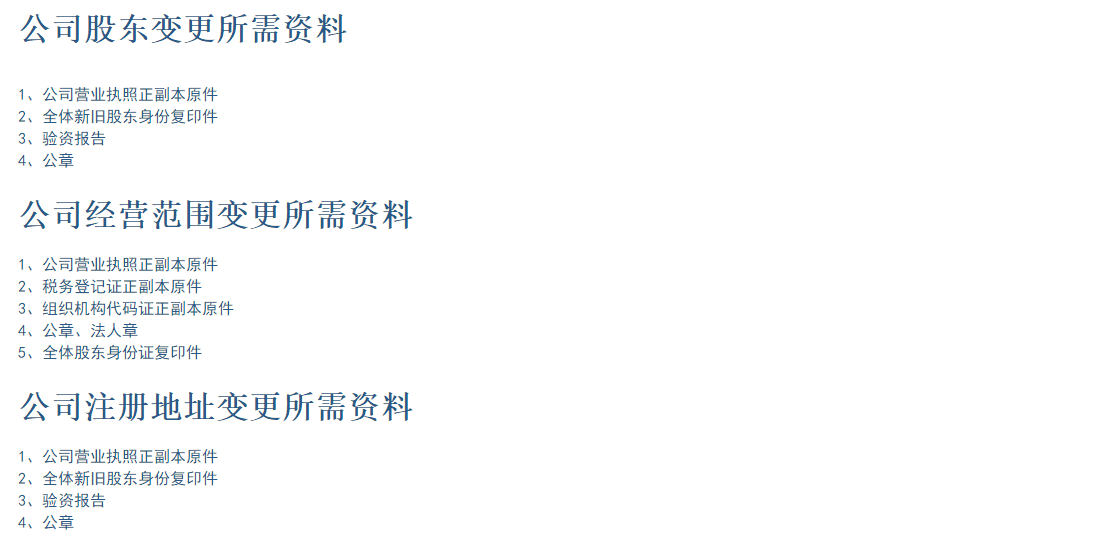 公司股东变更所需资料
1、公司营业执照正副本原件
2、全体新旧股东身份复印件
3、验资报告
4、公章
公司经营范围变更所需资料
1、公司营业执照正副本原件
2、税务登记证正副本原件
3、组织机构代码证正副本原件
4、公章、法人章
5、全体股东身份证复印件
公司注册地址变更所需资料
1、公司营业执照正副本原件
2、全体新旧股东身份复印件
3、验资报告
4、公章